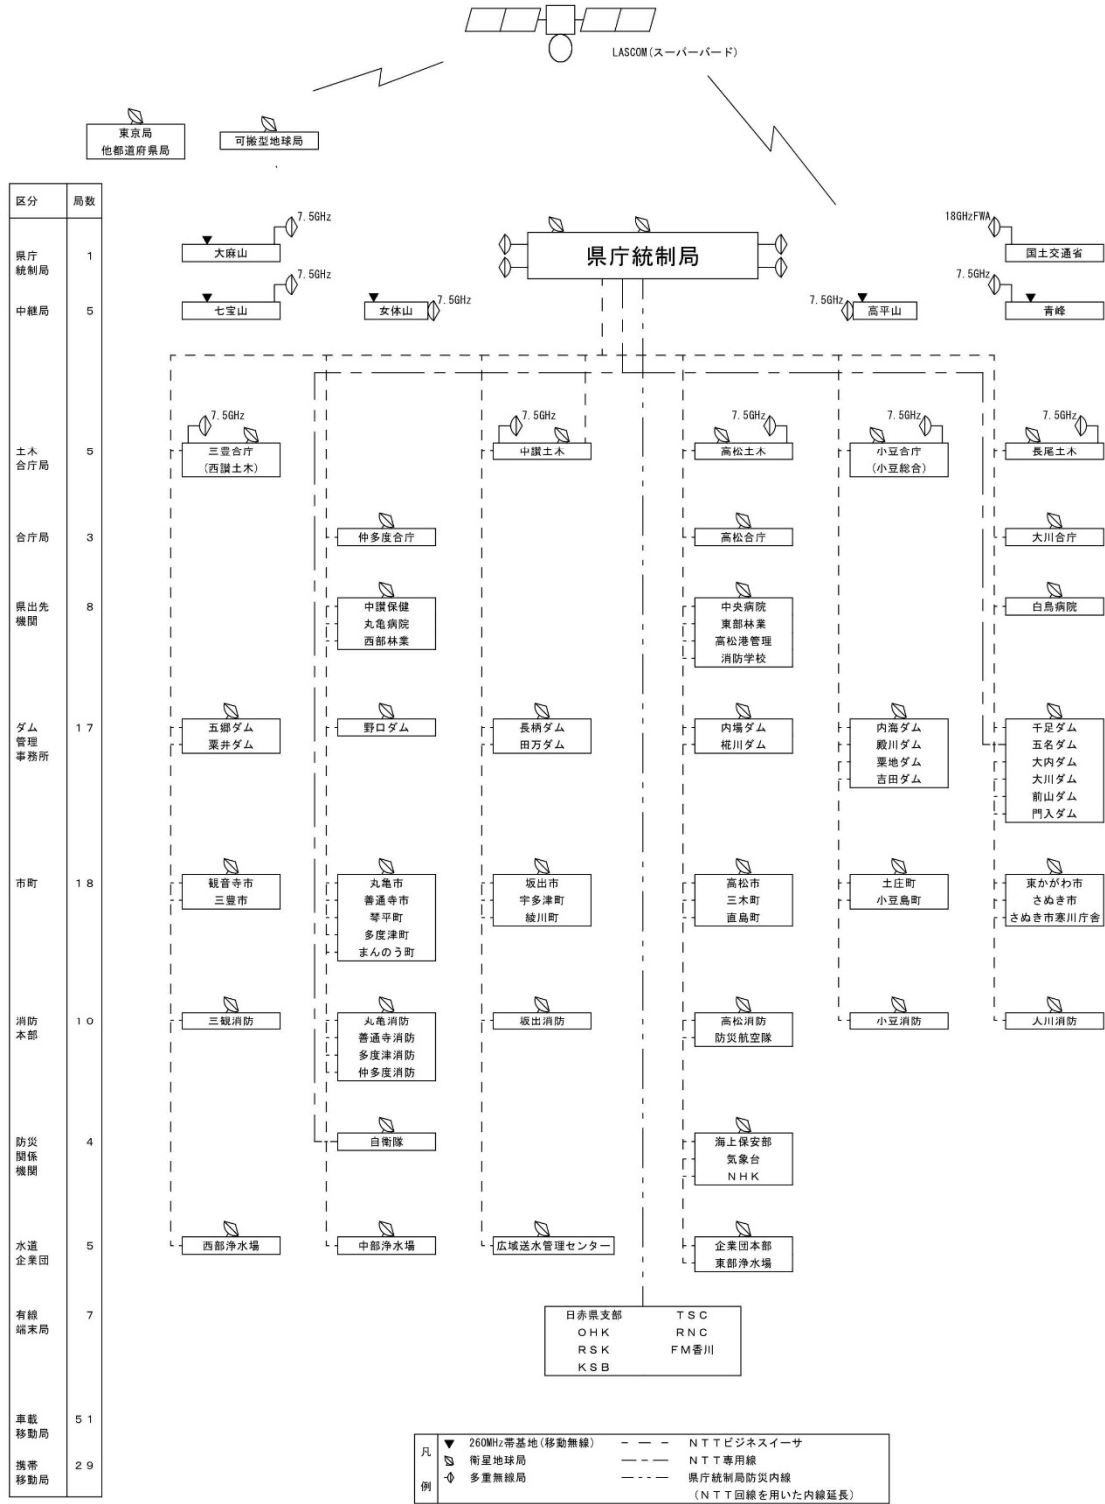 LASCOM(スーパーバード)
東京局
他都道府県局
可搬型地球局
区分 局数
7.5GHz
18GHzFWA
県庁
統制局
1
大麻山
県庁統制局
国土交通省
7.5GHz
7.5GHz
中継局 5
七宝山
女体山
7.5GHz
7.5GHz
高平山
青峰
7.5GHz
7.5GHz
7.5GHz
7.5GHz
7.5GHz
土木
合庁局
5
三豊合庁
(西讃土木)
中讃土木
高松土木
小豆合庁
(小豆総合)
長尾土木
合庁局 3
仲多度合庁
高松合庁
大川合庁
県出先
機関
8
中讃保健
丸亀病院
西部林業
中央病院
東部林業
高松港管理
消防学校
白鳥病院
ダム
管理
事務所
17
五郷ダム
粟井ダム
野口ダム
長柄ダム
田万ダム
内場ダム
椛川ダム
内海ダム
殿川ダム
粟地ダム
吉田ダム
千足ダム
五名ダム
大内ダム
大川ダム
前山ダム
門入ダム
市町 18
観音寺市
三豊市
丸亀市
善通寺市
琴平町
多度津町
まんのう町
坂出市
宇多津町
綾川町
高松市
三木町
直島町
土庄町
小豆島町
東かがわ市
さぬき市
さぬき市寒川庁舎
消防
本部
10
三観消防
丸亀消防
善通寺消防
多度津消防
仲多度消防
坂出消防
高松消防
防災航空隊
小豆消防
大川消防
防災
関係
機関
4
自衛隊
海上保安部
気象台
NHK
水道
企業団
5
西部浄水場
中部浄水場
広域送水管理センター
企業団本部
東部浄水場
有線
端末局
7
日赤県支部 TSC
OHK RNC
RSK FM香川
KSB
車載
移動局
51
携帯
移動局
29
凡例
260MHz帯基地(移動無線) NTTビジネスイーサ
衛星地球局 NTT専用線
多重無線局 県庁統制局防災内線
(NTT回線を用いた内線延長)